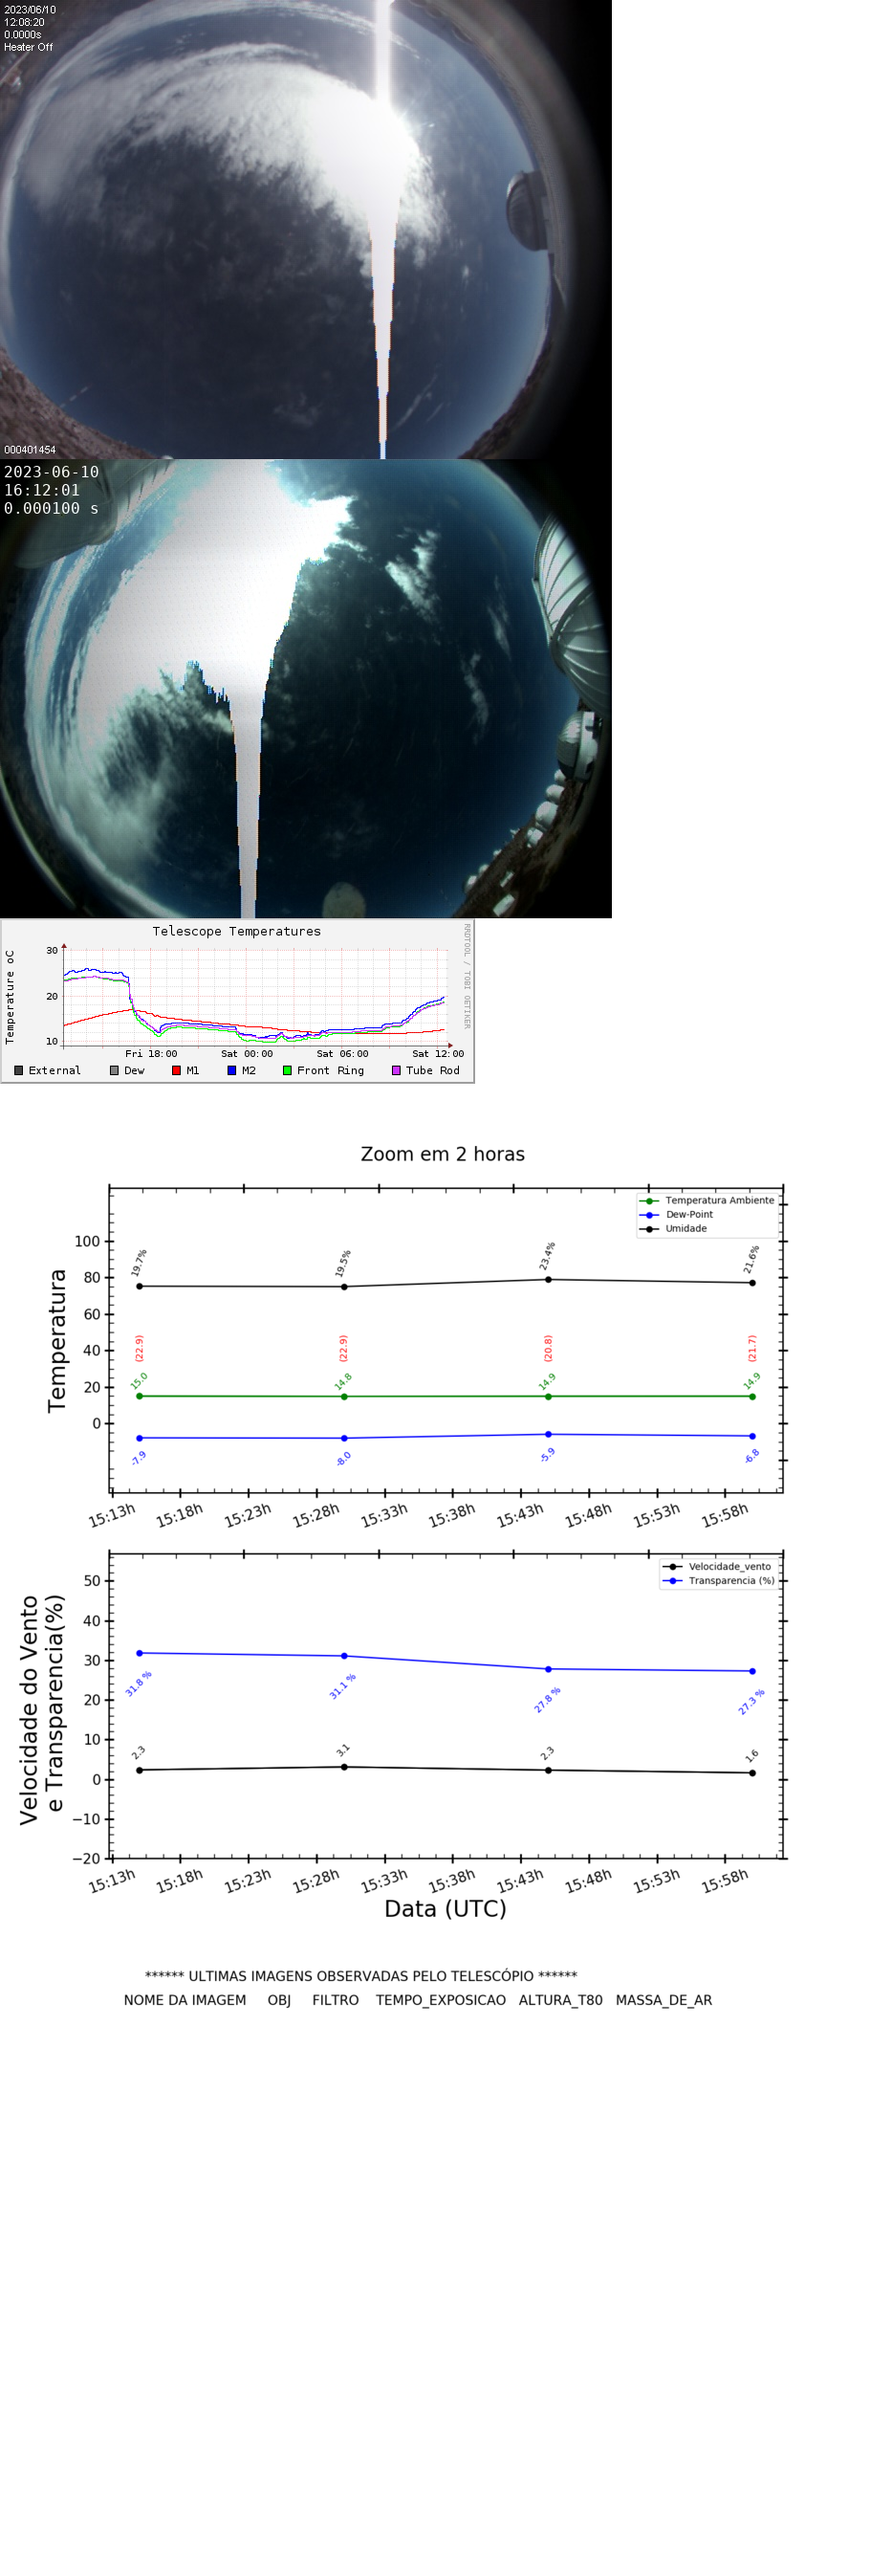 2023/06/10
12:08:20
0.0000s
Heater Off
000401454
2023-06-10
16:12:01
0.000100 s
Telescope Temperatures
RRDTOOL / TOBI OETIKER
Temperature oC
30
20
10
Fri 18:00 Sat 00:00 Sat 06:00 Sat 12:00
External Dew M1 M2 Front Ring Tube Rod
Zoom em 2 horas
Temperatura Ambiente
Dew-Point
Umidade
Temperatura
100
80
60
40
20
0
19.7% 19.5% 23.4% 21.6%
(22.9) (22.9) (20.8) (21.7)
15.0 14.8 14.9 14.9
-7.9 -8.0 -5.9 -6.8
15:13h 15:18h 15:23h 15:28h 15:33h 15:38h 15:43h 15:48h 15:53h 15:58h
Velocidade_vento
Transparencia (%)
Velocidade do Vento
e Transparencia(%)
50
40
30
20
10
0
−10
−20
31.8 % 31.1 % 27.8 % 27.3 %
2.3 3.1 2.3 1.6
15:13h 15:18h 15:23h 15:28h 15:33h 15:38h 15:43h 15:48h 15:53h 15:58h
Data (UTC)
****** ULTIMAS IMAGENS OBSERVADAS PELO TELESCÓPIO ******
NOME DA IMAGEM OBJ FILTRO TEMPO_EXPOSICAO ALTURA_T80 MASSA_DE_AR